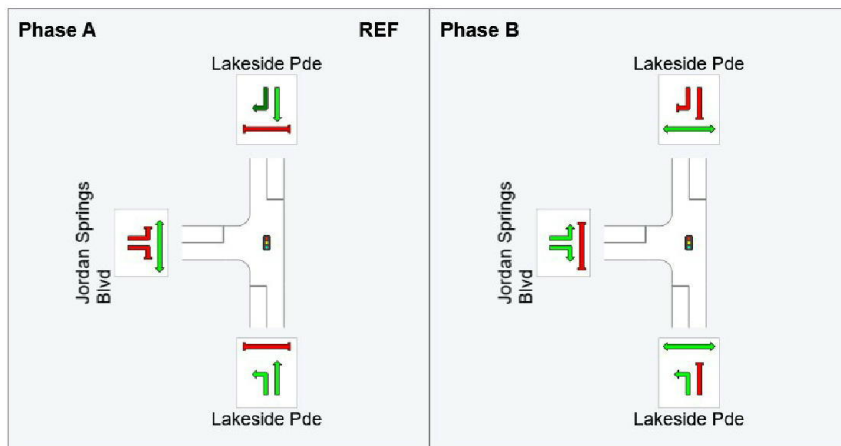 Phase A
REF
Lakeside Pde
Jordan Springs
Blvd
Lakeside Pde
Phase B
Lakeside Pde
Jordan Springs
Blvd
Lakeside Pde